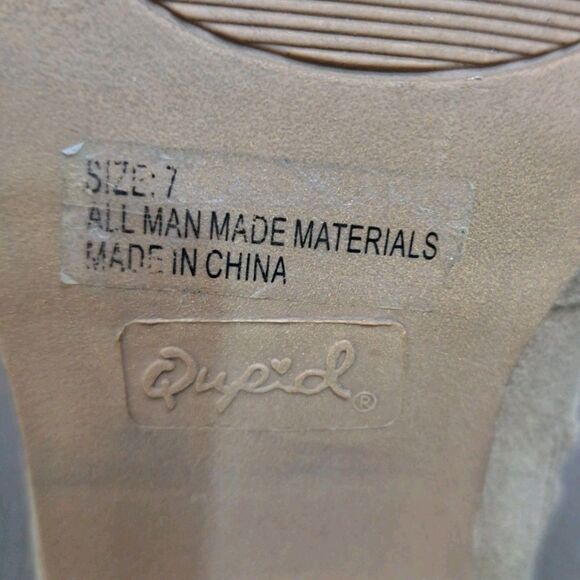 SIZE: 7
ALL MAN MADE MATERIALS
MADE IN CHINA
Qupid®